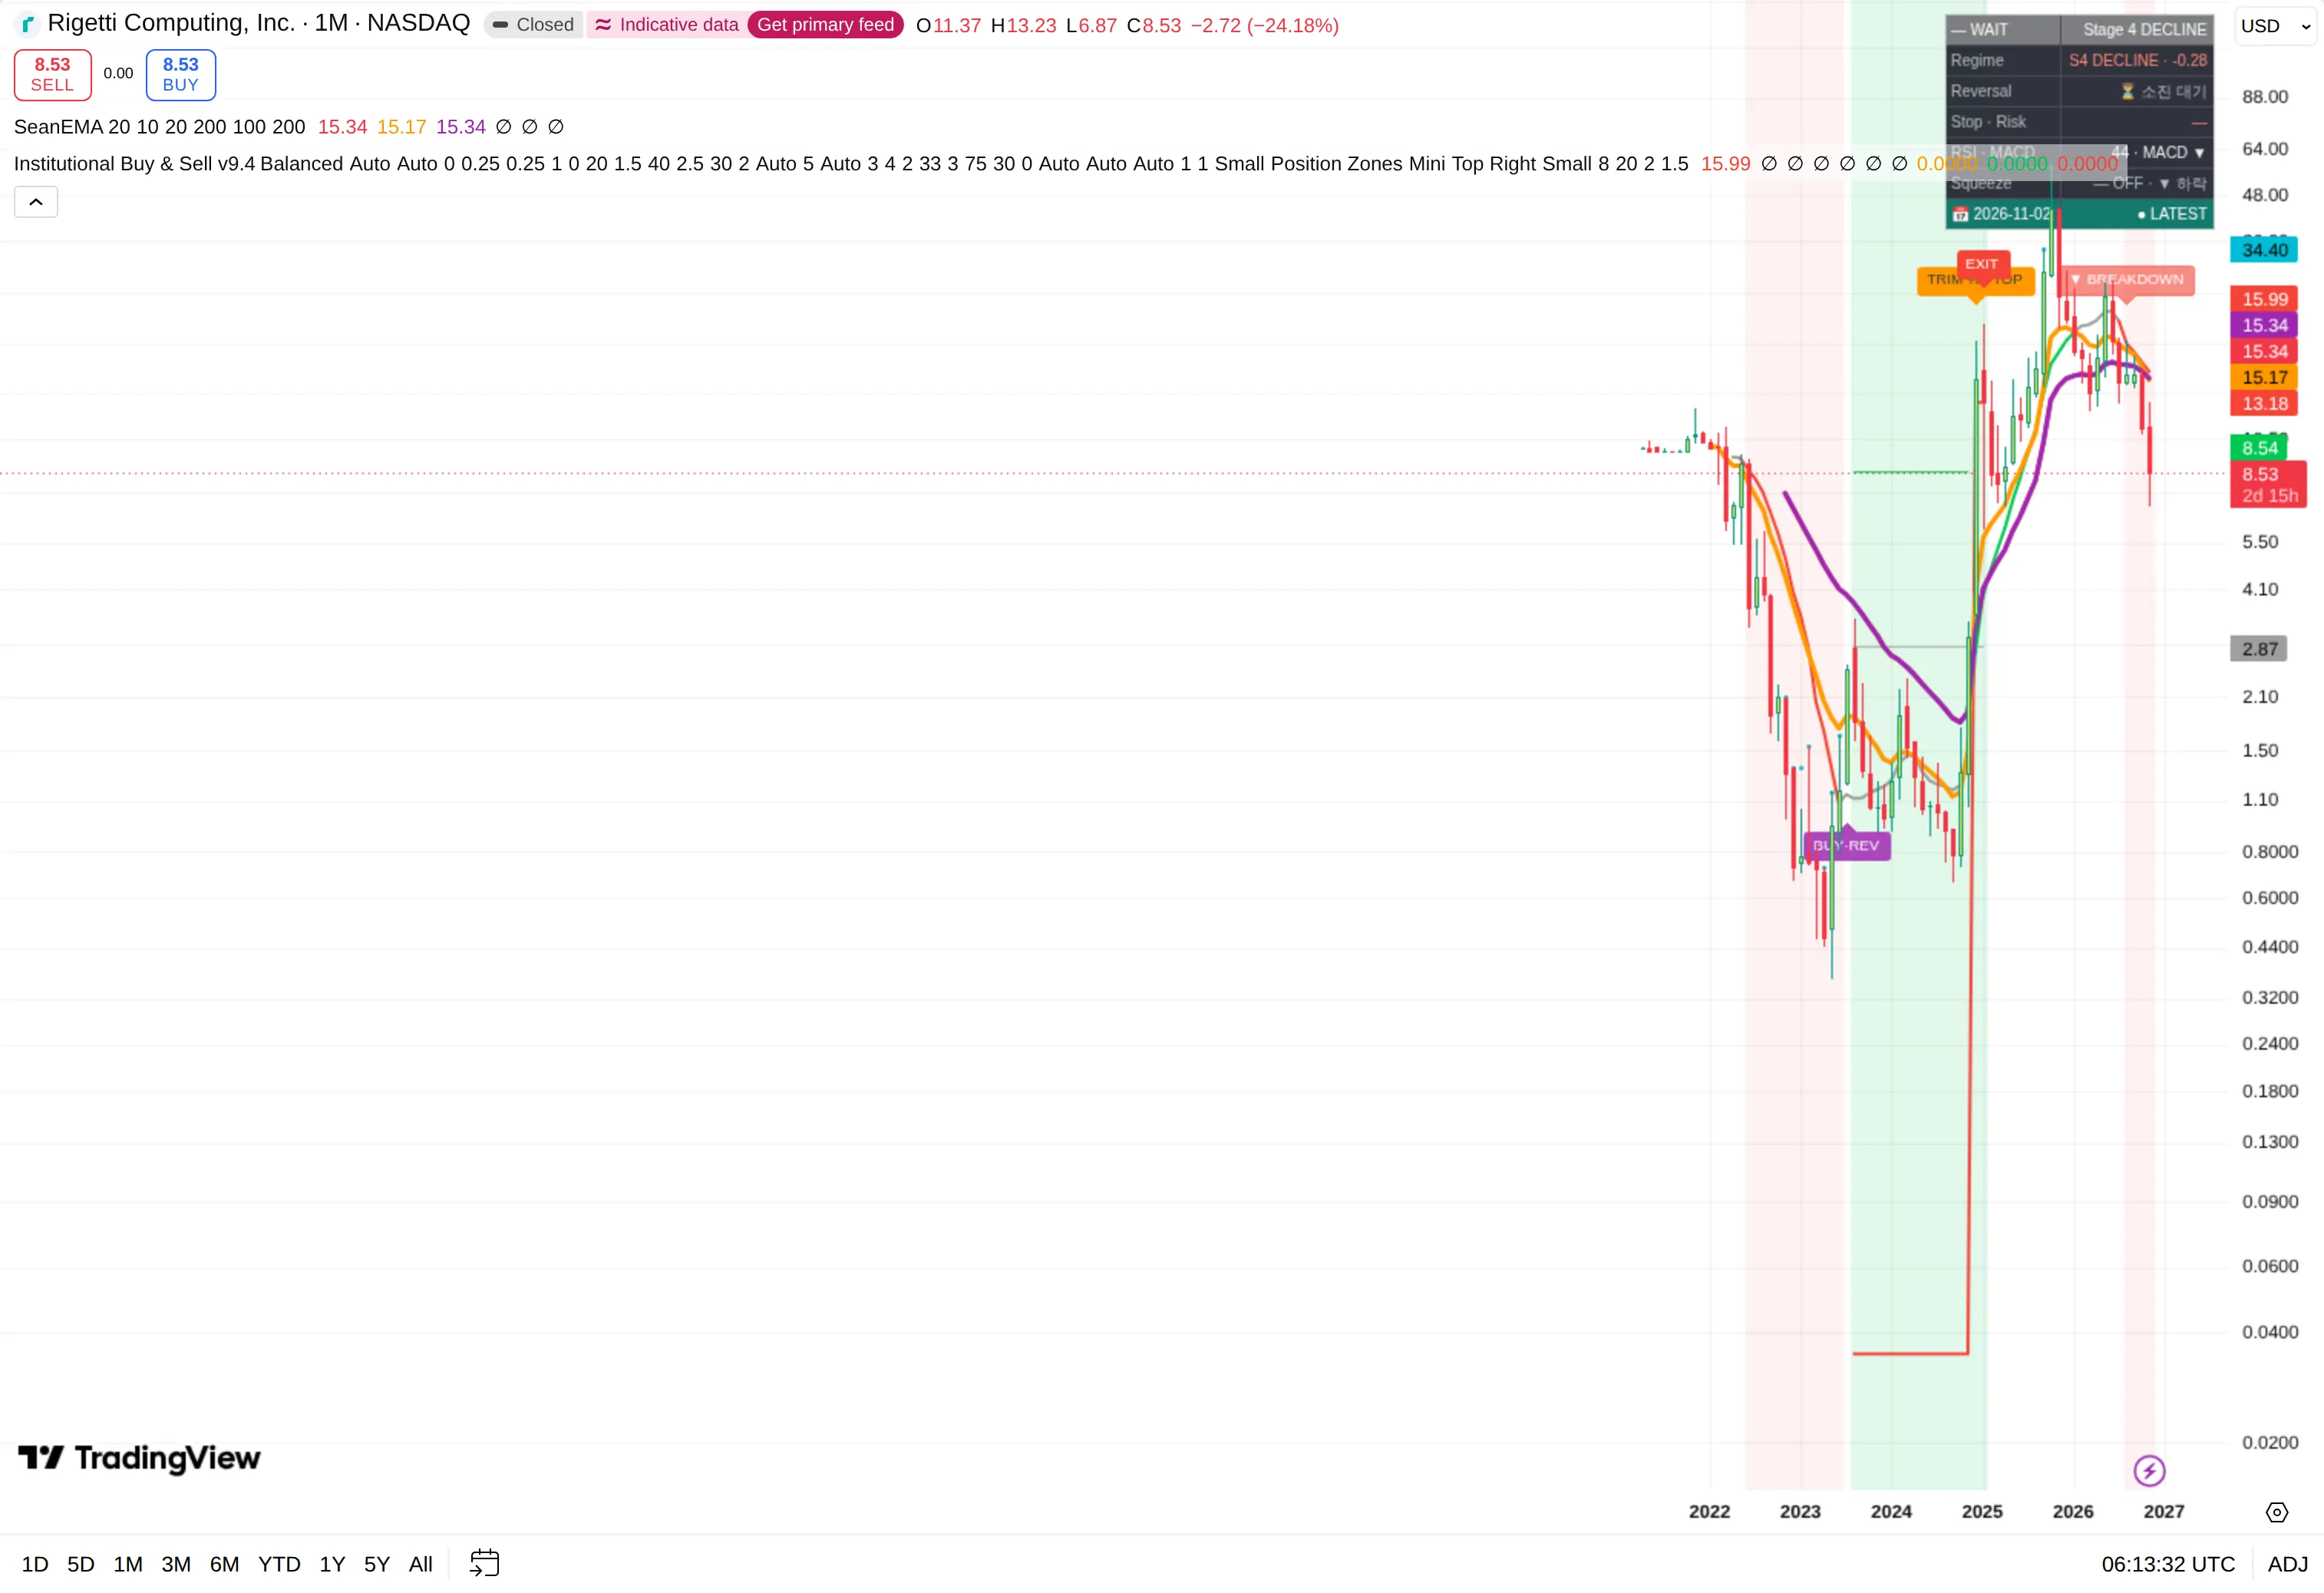 Rigetti Computing, Inc. · 1M · NASDAQ Closed Indicative data Get primary feed O11.37 H13.23 L6.87 C8.53 −2.72 (−24.18%)
8.53 SELL 0.00 8.53 BUY
SeanEMA 20 10 20 200 100 200 15.34 15.17 15.34 ∅ ∅ ∅
Institutional Buy & Sell v9.4 Balanced Auto Auto 0 0.25 0.25 1 0 20 1.5 40 2.5 30 2 Auto 5 Auto 3 4 2 33 3 75 30 0 Auto Auto Auto 1 1 Small Position Zones Mini Top Right Small 8 20 2 1.5 15.99 ∅ ∅ ∅ ∅ ∅ ∅ 0.0000 0.0000 0.0000
— WAIT Stage 4 DECLINE
Regime S4 DECLINE · -0.28
Reversal ⏳ 소진 대기
Stop · Risk —
RSI · MACD 44 · MACD ▼
Squeeze — OFF · ▼ 하락
2026-11-02 ● LATEST
USD
88.00
64.00
48.00
34.40
15.99
15.34
15.34
15.17
13.18
8.54
8.53
2d 15h
5.50
4.10
2.87
2.10
1.50
1.10
0.8000
0.6000
0.4400
0.3200
0.2400
0.1800
0.1300
0.0900
0.0600
0.0400
0.0200
EXIT
TRIM TOP
▼ BREAKDOWN
BUY-REV
TradingView
2022 2023 2024 2025 2026 2027
1D 5D 1M 3M 6M YTD 1Y 5Y All
06:13:32 UTC ADJ